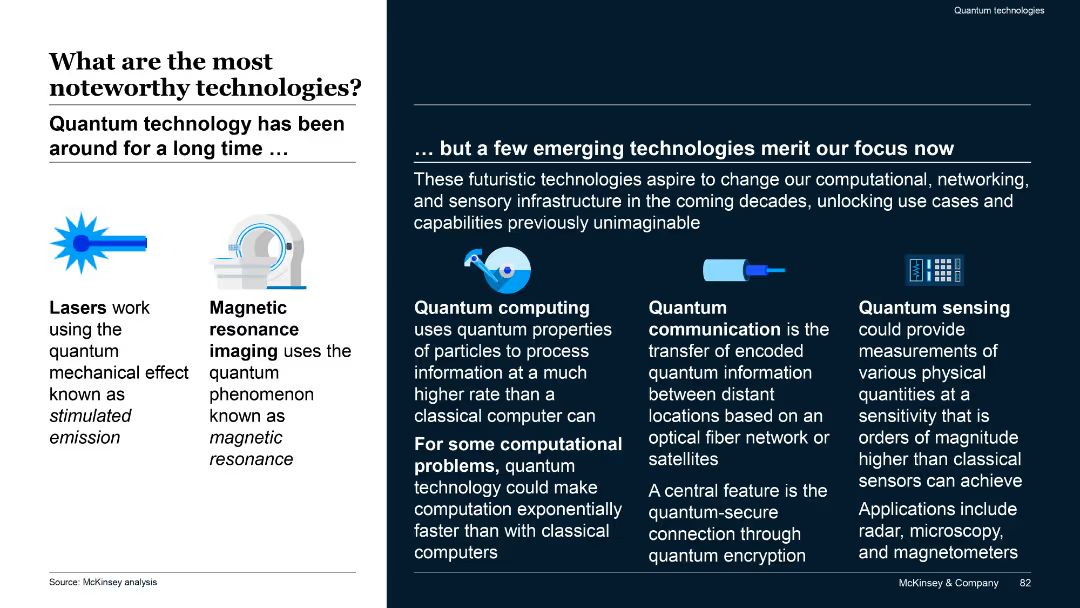 Quantum technologies
What are the most
noteworthy technologies?
Quantum technology has been
around for a long time …
Lasers work
using the
quantum
mechanical effect
known as
stimulated
emission
Magnetic
resonance
imaging uses the
quantum
phenomenon
known as
magnetic
resonance
… but a few emerging technologies merit our focus now
These futuristic technologies aspire to change our computational, networking,
and sensory infrastructure in the coming decades, unlocking use cases and
capabilities previously unimaginable
Quantum computing
uses quantum properties
of particles to process
information at a much
higher rate than a
classical computer can
For some computational
problems, quantum
technology could make
computation exponentially
faster than with classical
computers
Quantum
communication is the
transfer of encoded
quantum information
between distant
locations based on an
optical fiber network or
satellites
A central feature is the
quantum-secure
connection through
quantum encryption
Quantum sensing
could provide
measurements of
various physical
quantities at a
sensitivity that is
orders of magnitude
higher than classical
sensors can achieve
Applications include
radar, microscopy,
and magnetometers
Source: McKinsey analysis
McKinsey & Company 82